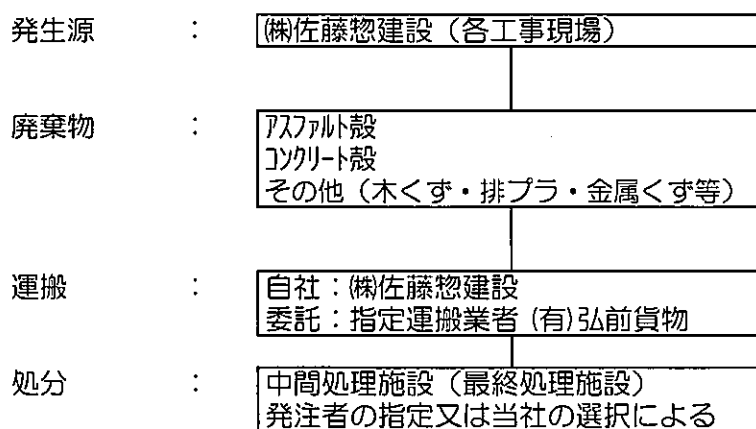 発生源 : ㈱佐藤惣建設（各工事現場）
廃棄物 : ｱｽﾌｧﾙﾄ殻
ｺﾝｸﾘｰﾄ殻
その他（木くず・排プラ・金属くず等）
運搬 : 自社：㈱佐藤惣建設
委託：指定運搬業者 (有)弘前貨物
処分 : 中間処理施設（最終処理施設）
発注者の指定又は当社の選択による